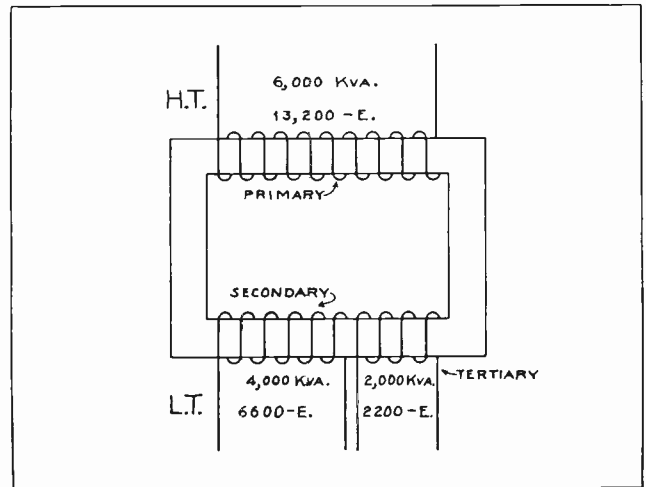 H.T.
6,000 KVA.
13,200-E.
PRIMARY
SECONDARY
4,000 KVA.
2,000 KVA.
TERTIARY
L.T.
6600-E.
2200-E.